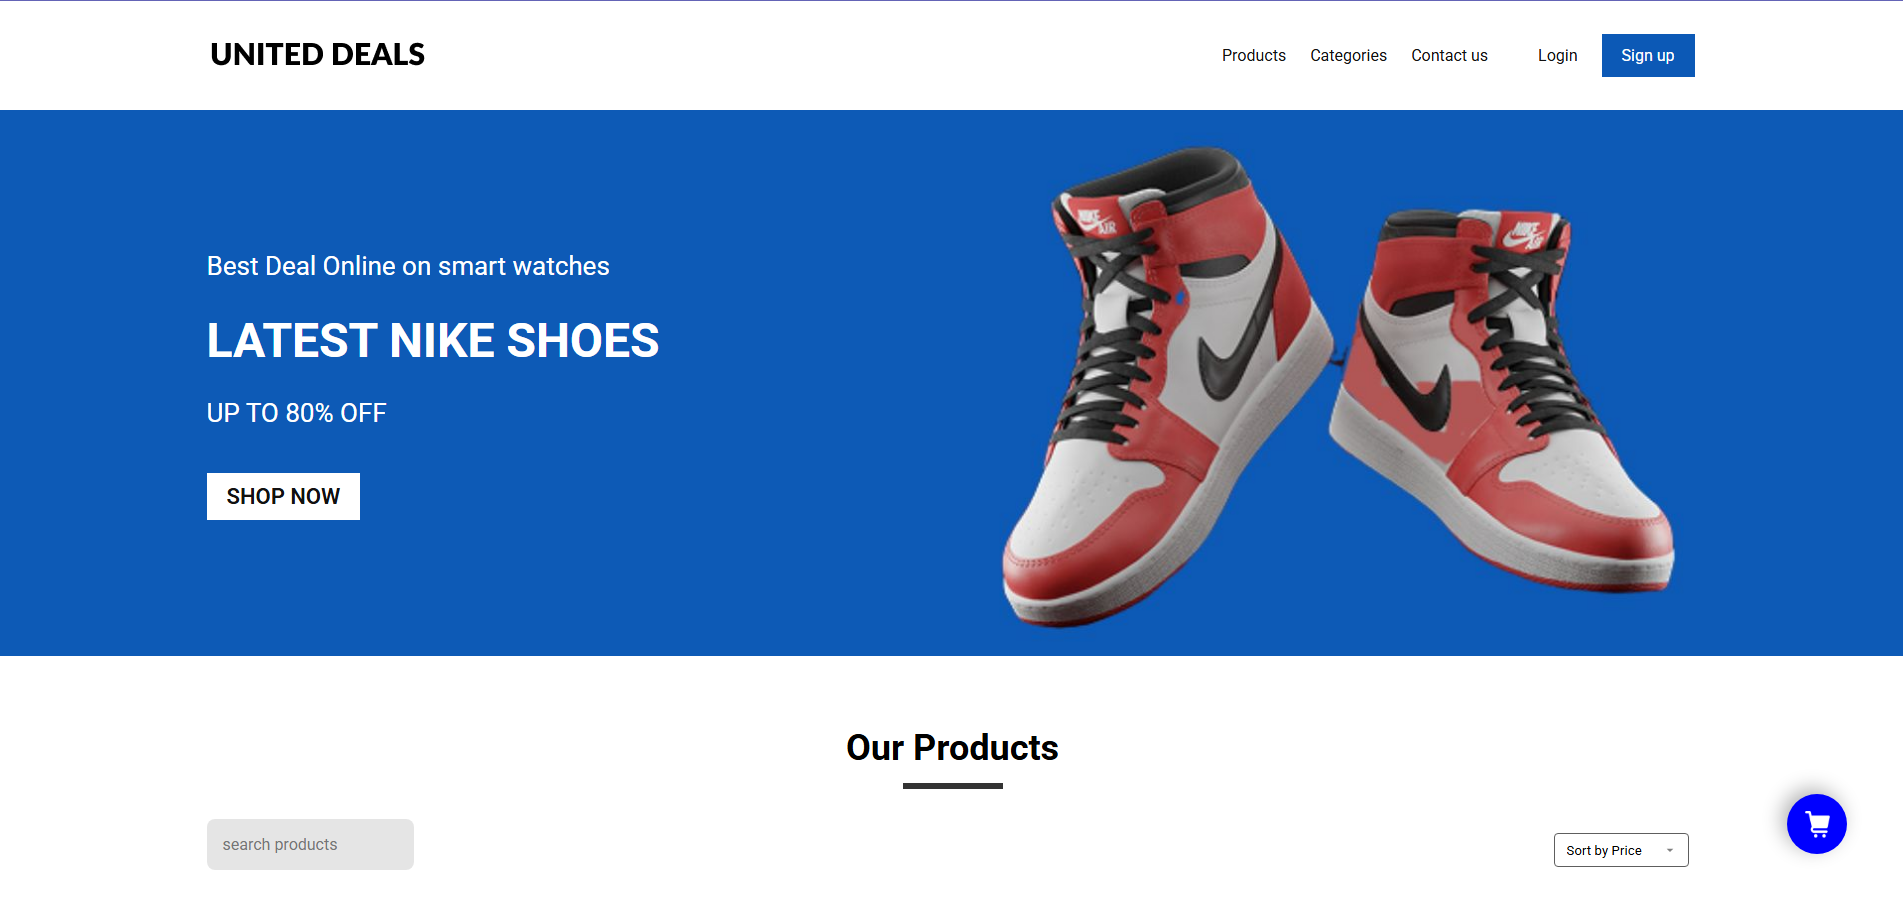 UNITED DEALS
Products Categories Contact us Login Sign up
Best Deal Online on smart watches
LATEST NIKE SHOES
UP TO 80% OFF
SHOP NOW
NIKE
AIR
NIKE
AIR
Our Products
search products
Sort by Price